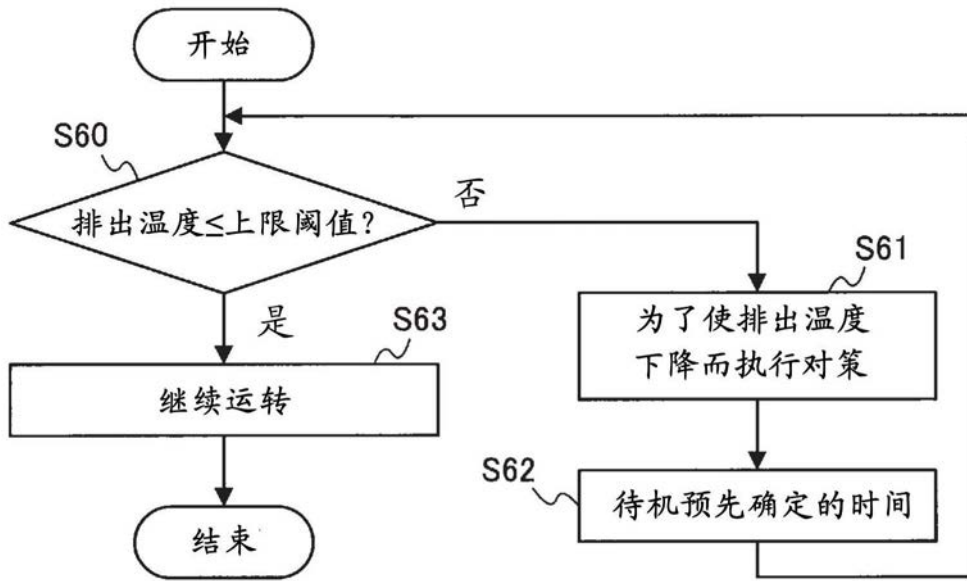 开始
S60
排出温度≤上限阈值?
否
是
S61
为了使排出温度
下降而执行对策
S63
继续运转
S62
待机预先确定的时间
结束